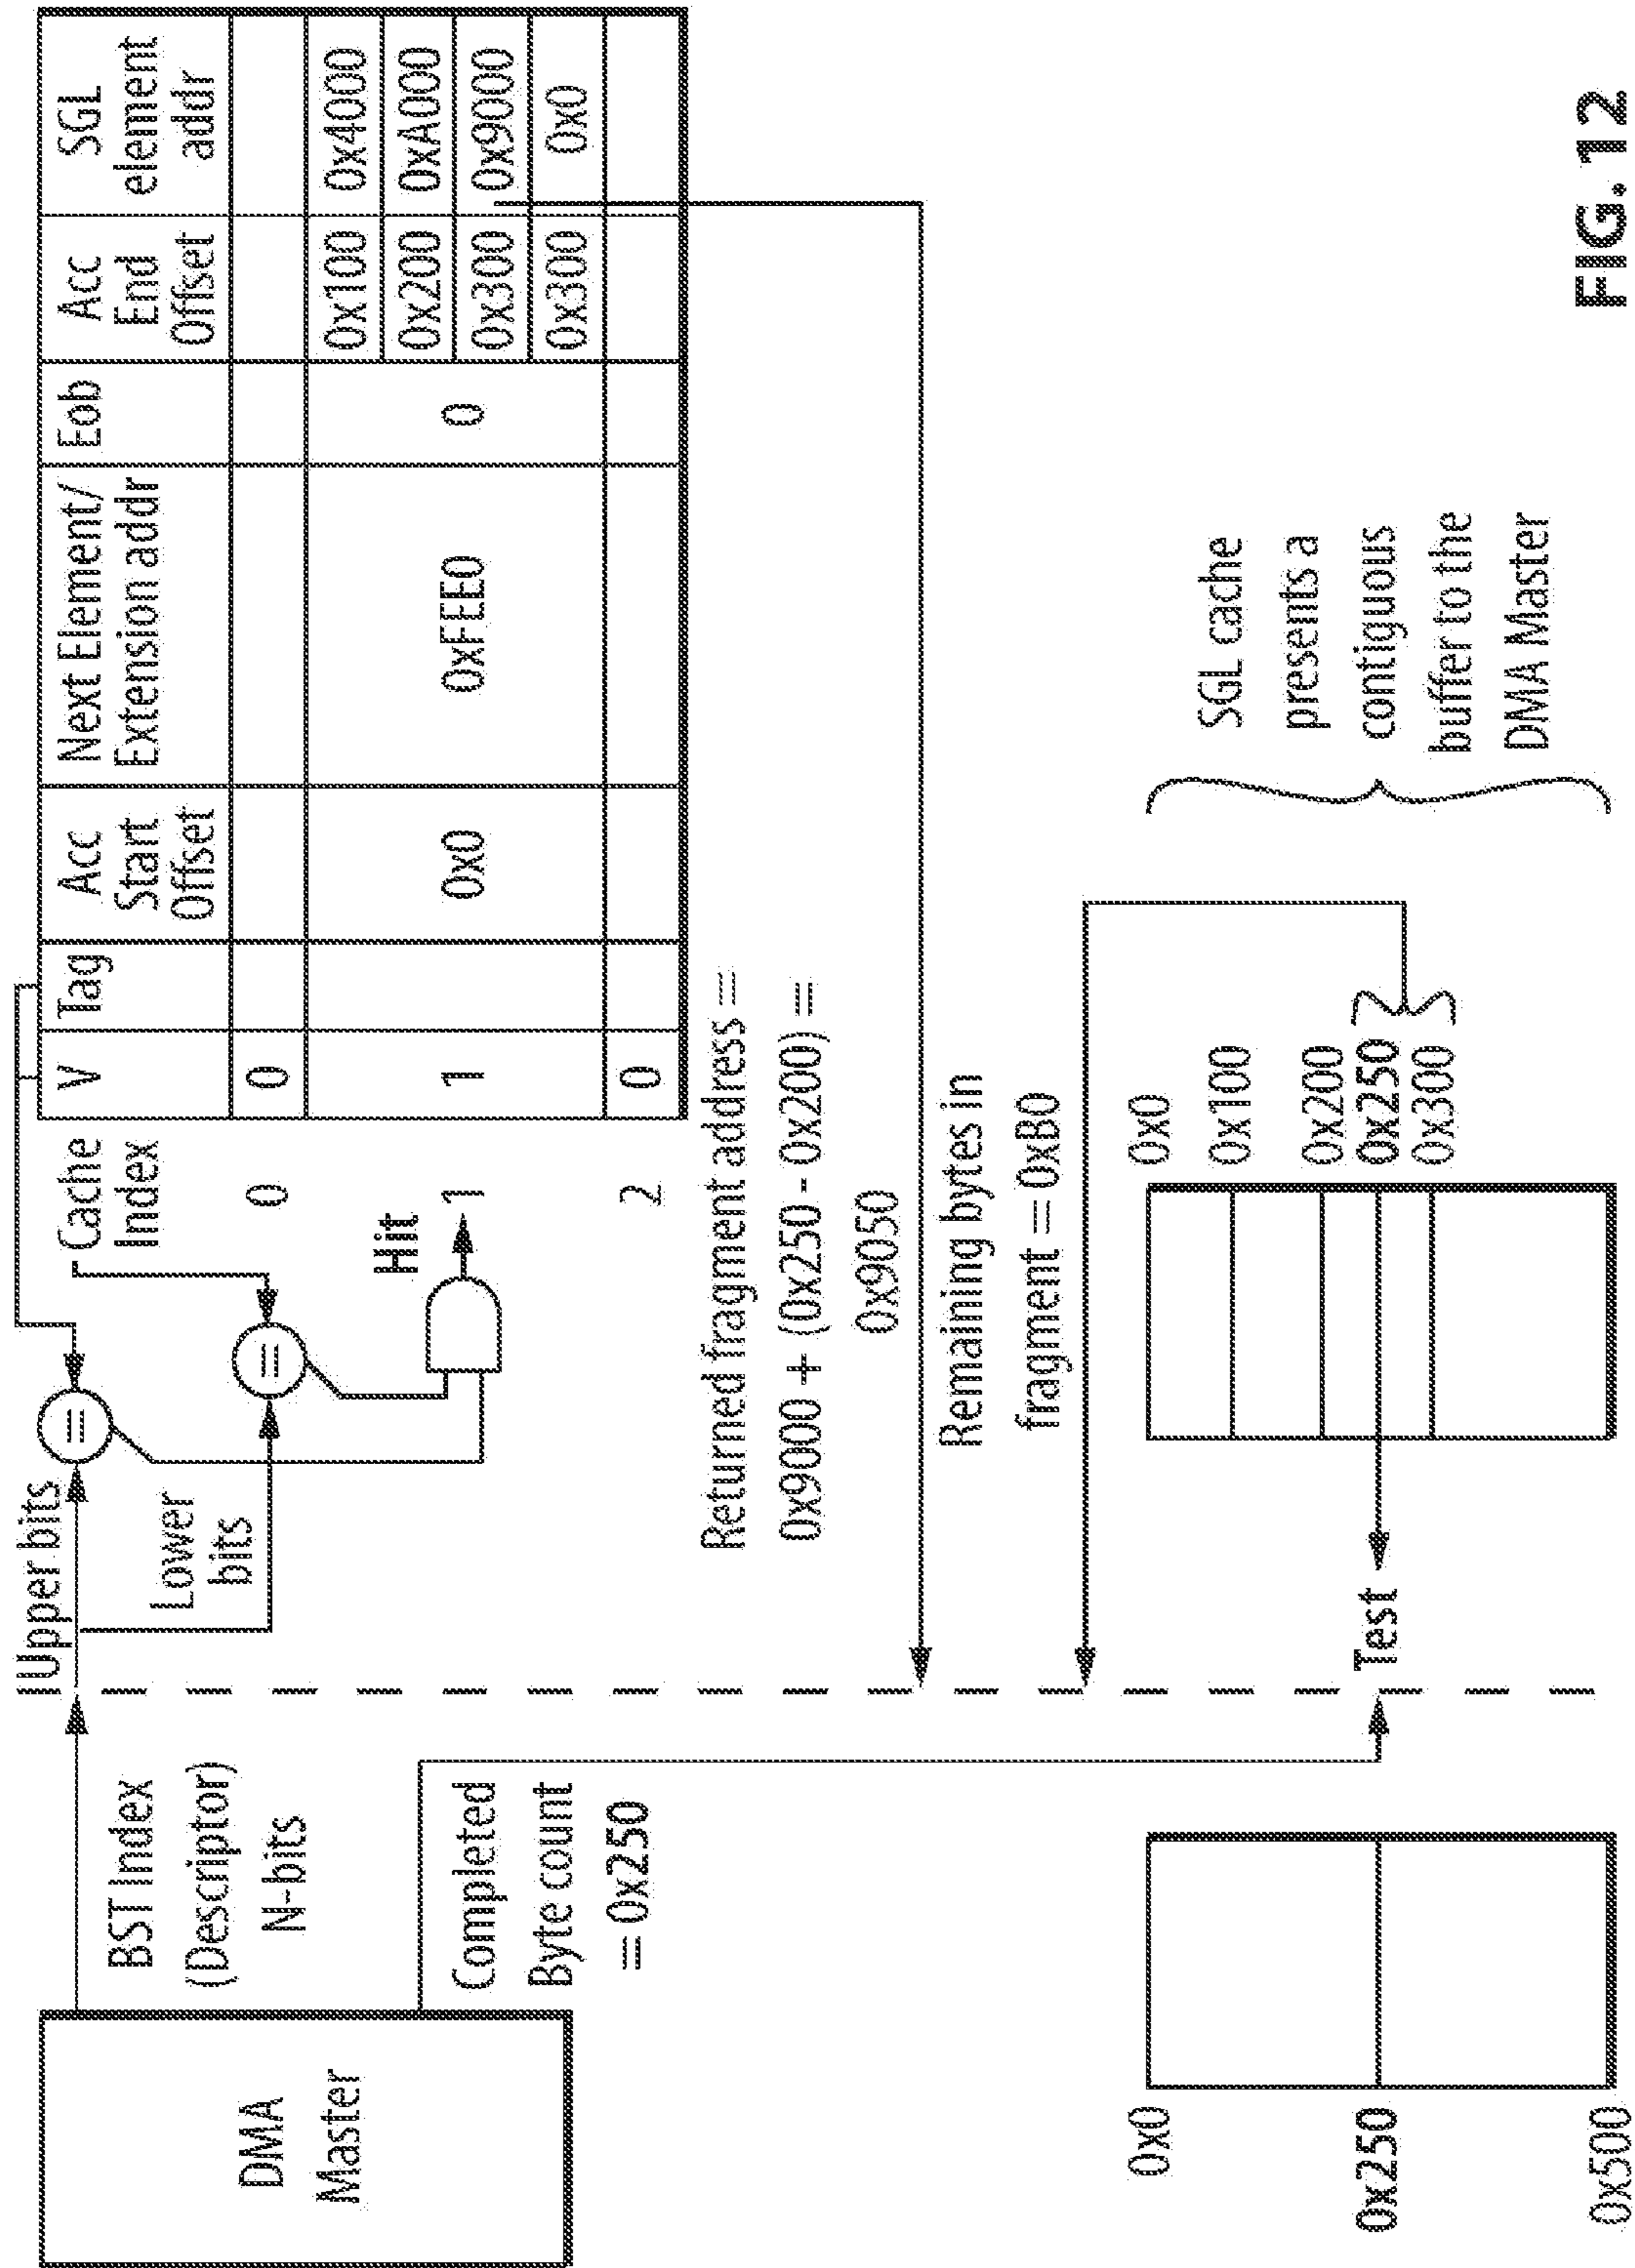 DMA
Master
BST Index
(Descriptor)
N-bits
Completed
Byte count
= 0x250
Upper bits
Lower
bits
Hit
Cache
Index
0
1
2
V
Tag
Acc
Start
Offset
Next Element/
Extension addr
Eob
Acc
End
Offset
SGL
element
addr
0
1
0x0
0xFEE0
0
0x100
0x4000
0x200
0xA000
0x300
0x9000
0x300
0x0
0
Returned fragment address =
0x9000 + (0x250 - 0x200) =
0x9050
Remaining bytes in
fragment = 0xB0
0x0
0x250
0x500
Test
0x0
0x100
0x200
0x250
0x300
SGL cache
presents a
contiguous
buffer to the
DMA Master
FIG. 12